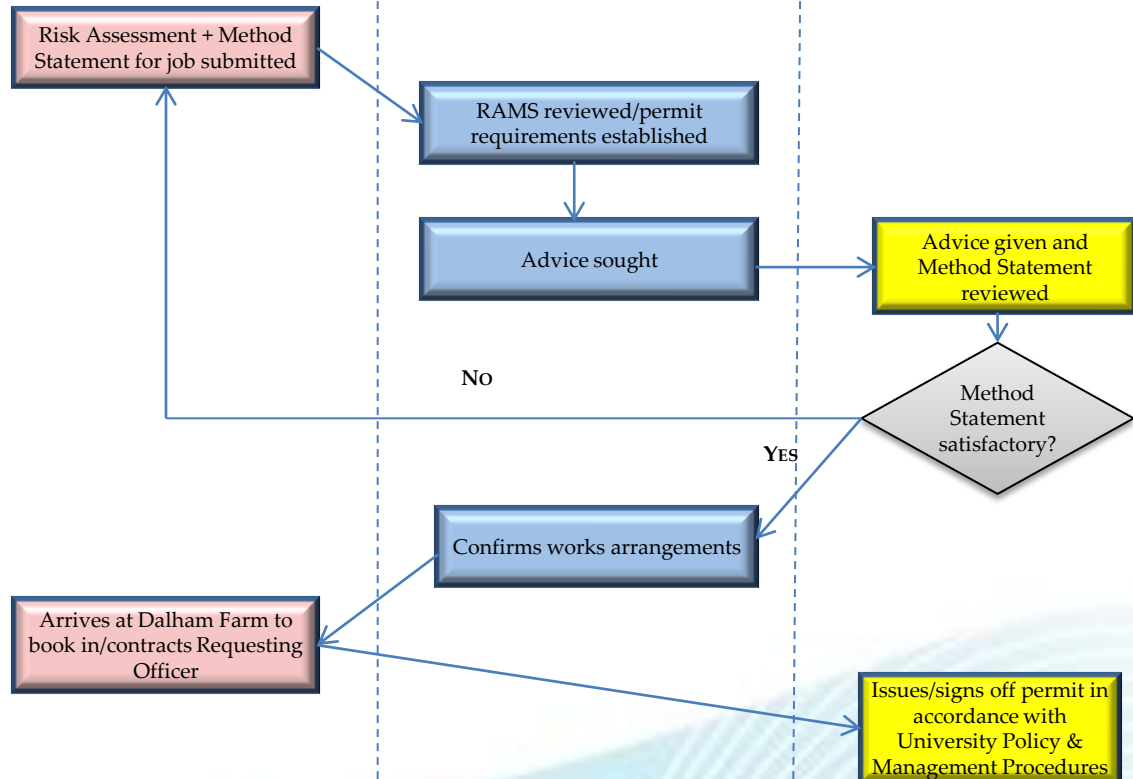 Risk Assessment + Method
Statement for job submitted
RAMS reviewed/permit
requirements established
Advice sought
Advice given and
Method Statement
reviewed
NO
Method
Statement
satisfactory?
YES
Confirms works arrangements
Arrives at Dalham Farm to
book in/contracts Requesting
Officer
Issues/signs off permit in
accordance with
University Policy &
Management Procedures